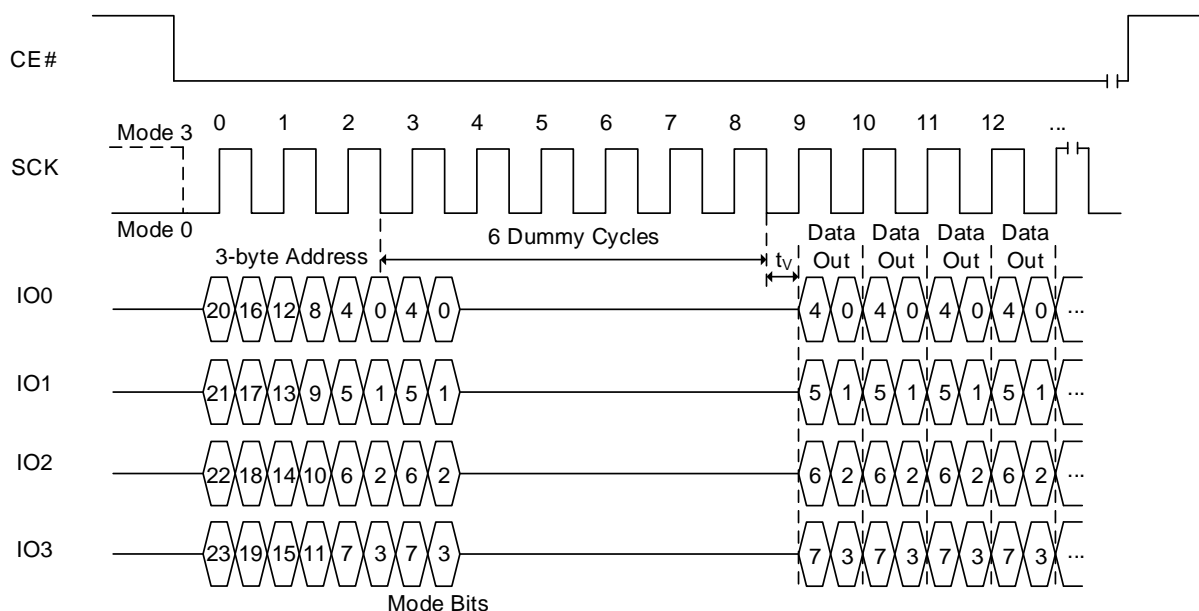 CE#
0 1 2 3 4 5 6 7 8 9 10 11 12 ...
Mode 3
SCK
Mode 0
6 Dummy Cycles
Data Data Data Data
3-byte Address
tV
Out Out Out Out
IO0
20 16 12 8 4 0 4 0 4 0 4 0 4 0 4 0 ...
IO1
21 17 13 9 5 1 5 1 5 1 5 1 5 1 5 1 ...
IO2
22 18 14 10 6 2 6 2 6 2 6 2 6 2 6 2 ...
IO3
23 19 15 11 7 3 7 3 7 3 7 3 7 3 7 3 ...
Mode Bits